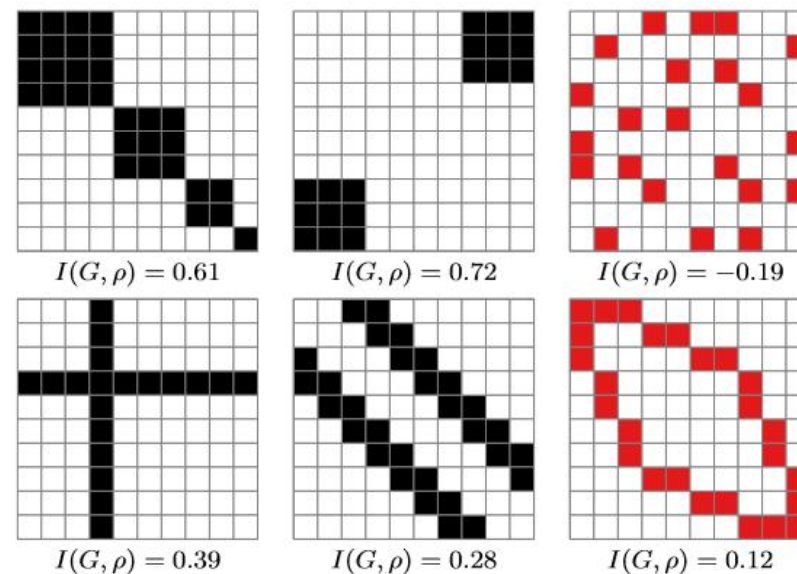 I(G, ρ) = 0.61
I(G, ρ) = 0.72
I(G, ρ) = −0.19
I(G, ρ) = 0.39
I(G, ρ) = 0.28
I(G, ρ) = 0.12